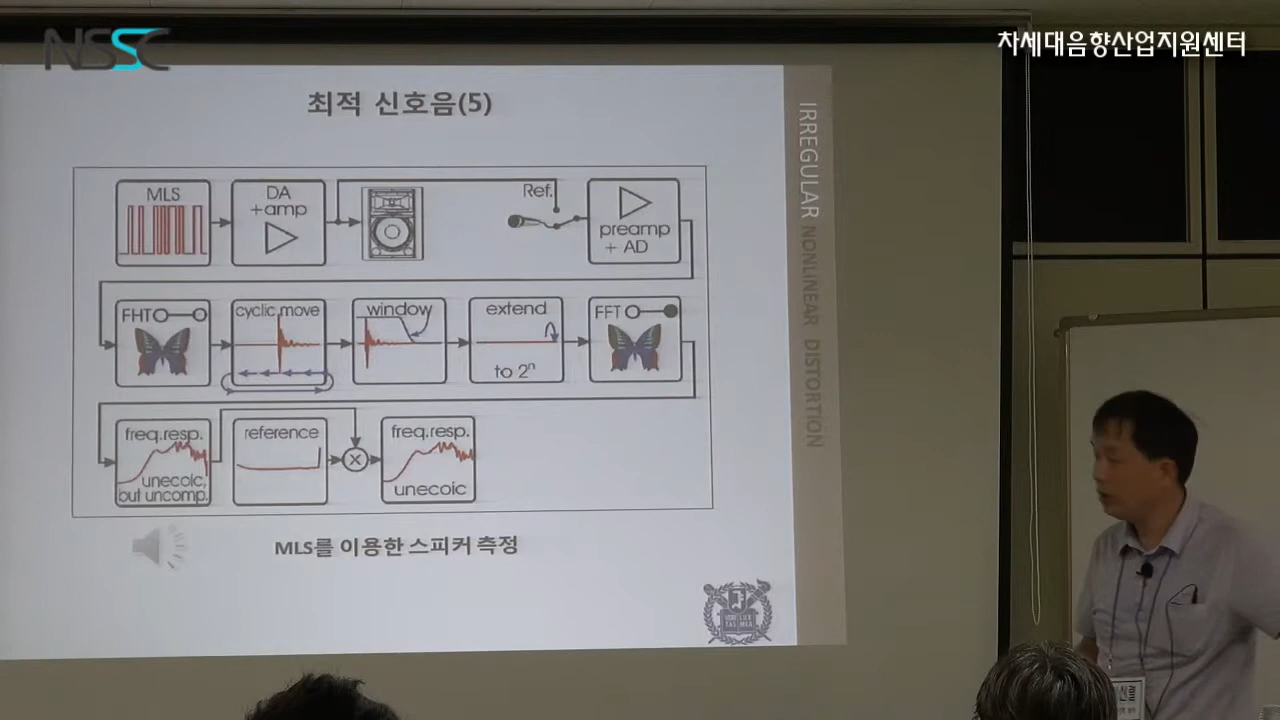 NSSC
차세대음향산업지원센터
최적 신호음(5)
IRREGULAR NONLINEAR DISTORTION
MLS
DA
+amp
Ref.
preamp
+ AD
FHT
cyclic move
window
extend
to 2ⁿ
FFT
freq.resp.
unecoic,
but uncomp.
reference
freq.resp.
unecoic
MLS를 이용한 스피커 측정